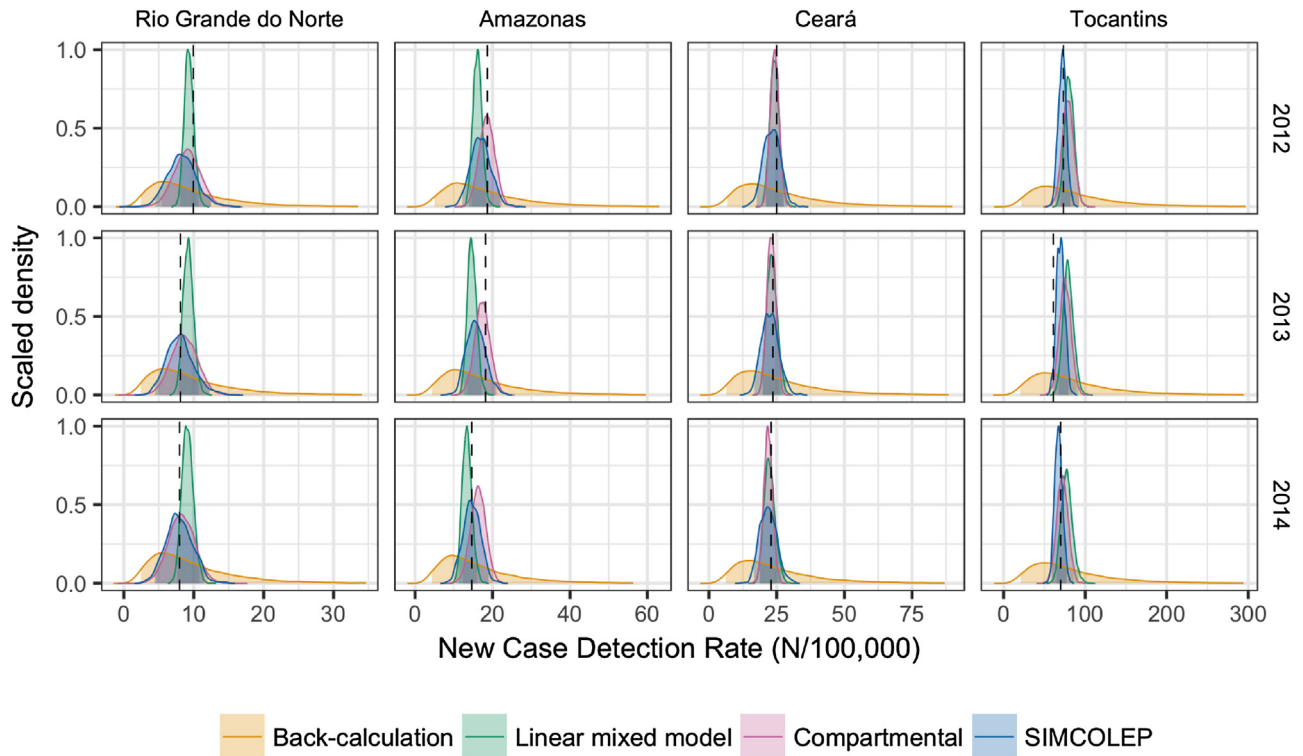 Rio Grande do Norte Amazonas Ceará Tocantins
1.0
0.5
0.0
2012
1.0
0.5
0.0
2013
1.0
0.5
0.0
2014
Scaled density
0 10 20 30 0 20 40 60 0 25 50 75 0 100 200 300
New Case Detection Rate (N/100,000)
Back-calculation Linear mixed model Compartmental SIMCOLEP